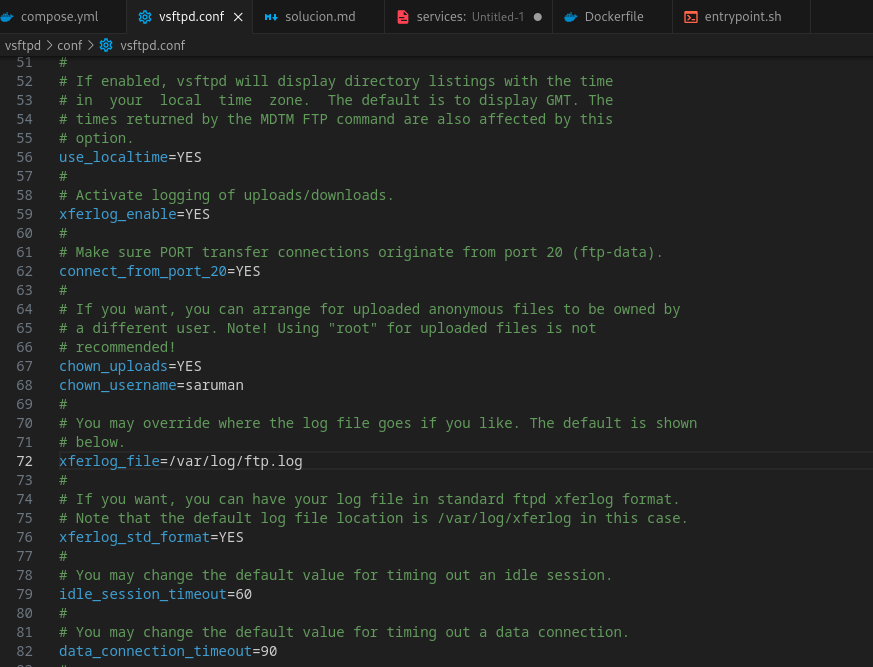 compose.yml
vsftpd.conf
solucion.md
services: Untitled-1
Dockerfile
entrypoint.sh
vsftpd > conf > vsftpd.conf
51 #
52 # If enabled, vsftpd will display directory listings with the time
53 # in  your  local  time  zone.  The default is to display GMT. The
54 # times returned by the MDTM FTP command are also affected by this
55 # option.
56 use_localtime=YES
57 #
58 # Activate logging of uploads/downloads.
59 xferlog_enable=YES
60 #
61 # Make sure PORT transfer connections originate from port 20 (ftp-data).
62 connect_from_port_20=YES
63 #
64 # If you want, you can arrange for uploaded anonymous files to be owned by
65 # a different user. Note! Using "root" for uploaded files is not
66 # recommended!
67 chown_uploads=YES
68 chown_username=saruman
69 #
70 # You may override where the log file goes if you like. The default is shown
71 # below.
72 xferlog_file=/var/log/ftp.log
73 #
74 # If you want, you can have your log file in standard ftpd xferlog format.
75 # Note that the default log file location is /var/log/xferlog in this case.
76 xferlog_std_format=YES
77 #
78 # You may change the default value for timing out an idle session.
79 idle_session_timeout=60
80 #
81 # You may change the default value for timing out a data connection.
82 data_connection_timeout=90